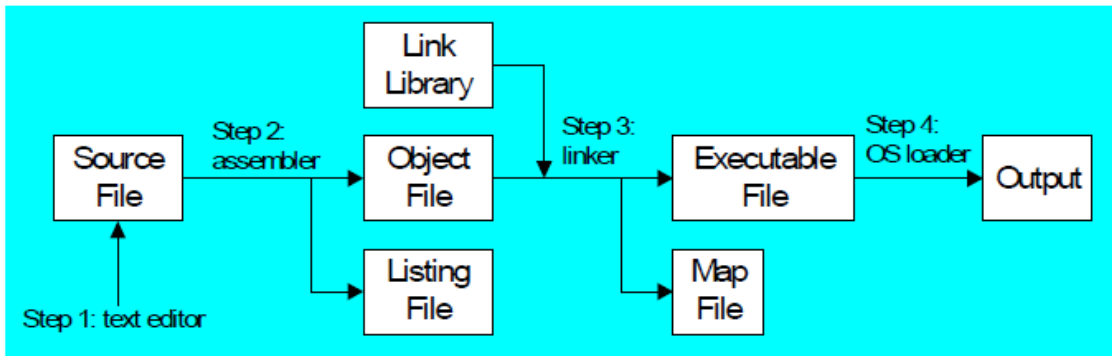 Link
Library
Step 2:
assembler
Step 3:
linker
Step 4:
OS loader
Source
File
Object
File
Executable
File
Output
Listing
File
Map
File
Step 1: text editor